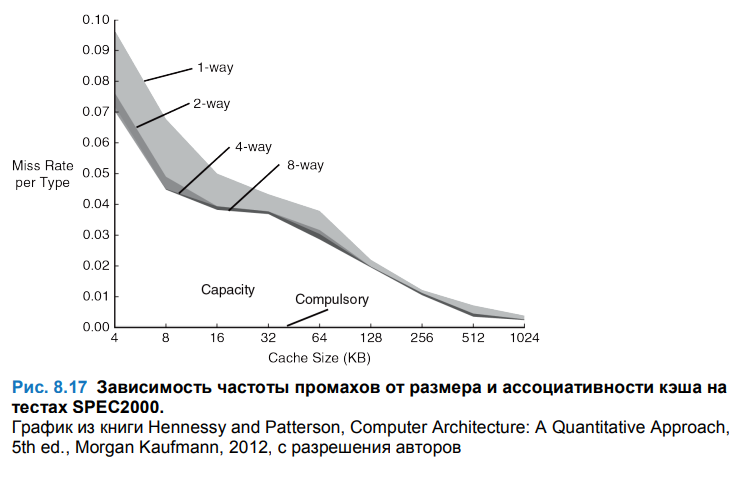 0.10
0.09
1-way
0.08
2-way
0.07
0.06
4-way
8-way
Miss Rate
per Type
0.05
0.04
0.03
0.02
Capacity
Compulsory
0.01
0.00
4 8 16 32 64 128 256 512 1024
Cache Size (KB)
Рис. 8.17 Зависимость частоты промахов от размера и ассоциативности кэша на
тестах SPEC2000.
График из книги Hennessy and Patterson, Computer Architecture: A Quantitative Approach,
5th ed., Morgan Kaufmann, 2012, с разрешения авторов